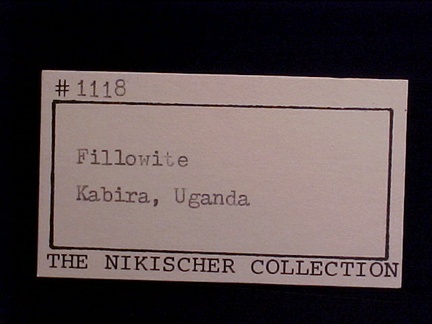 # 1118
Fillowite
Kabira, Uganda
THE NIKISCHER COLLECTION